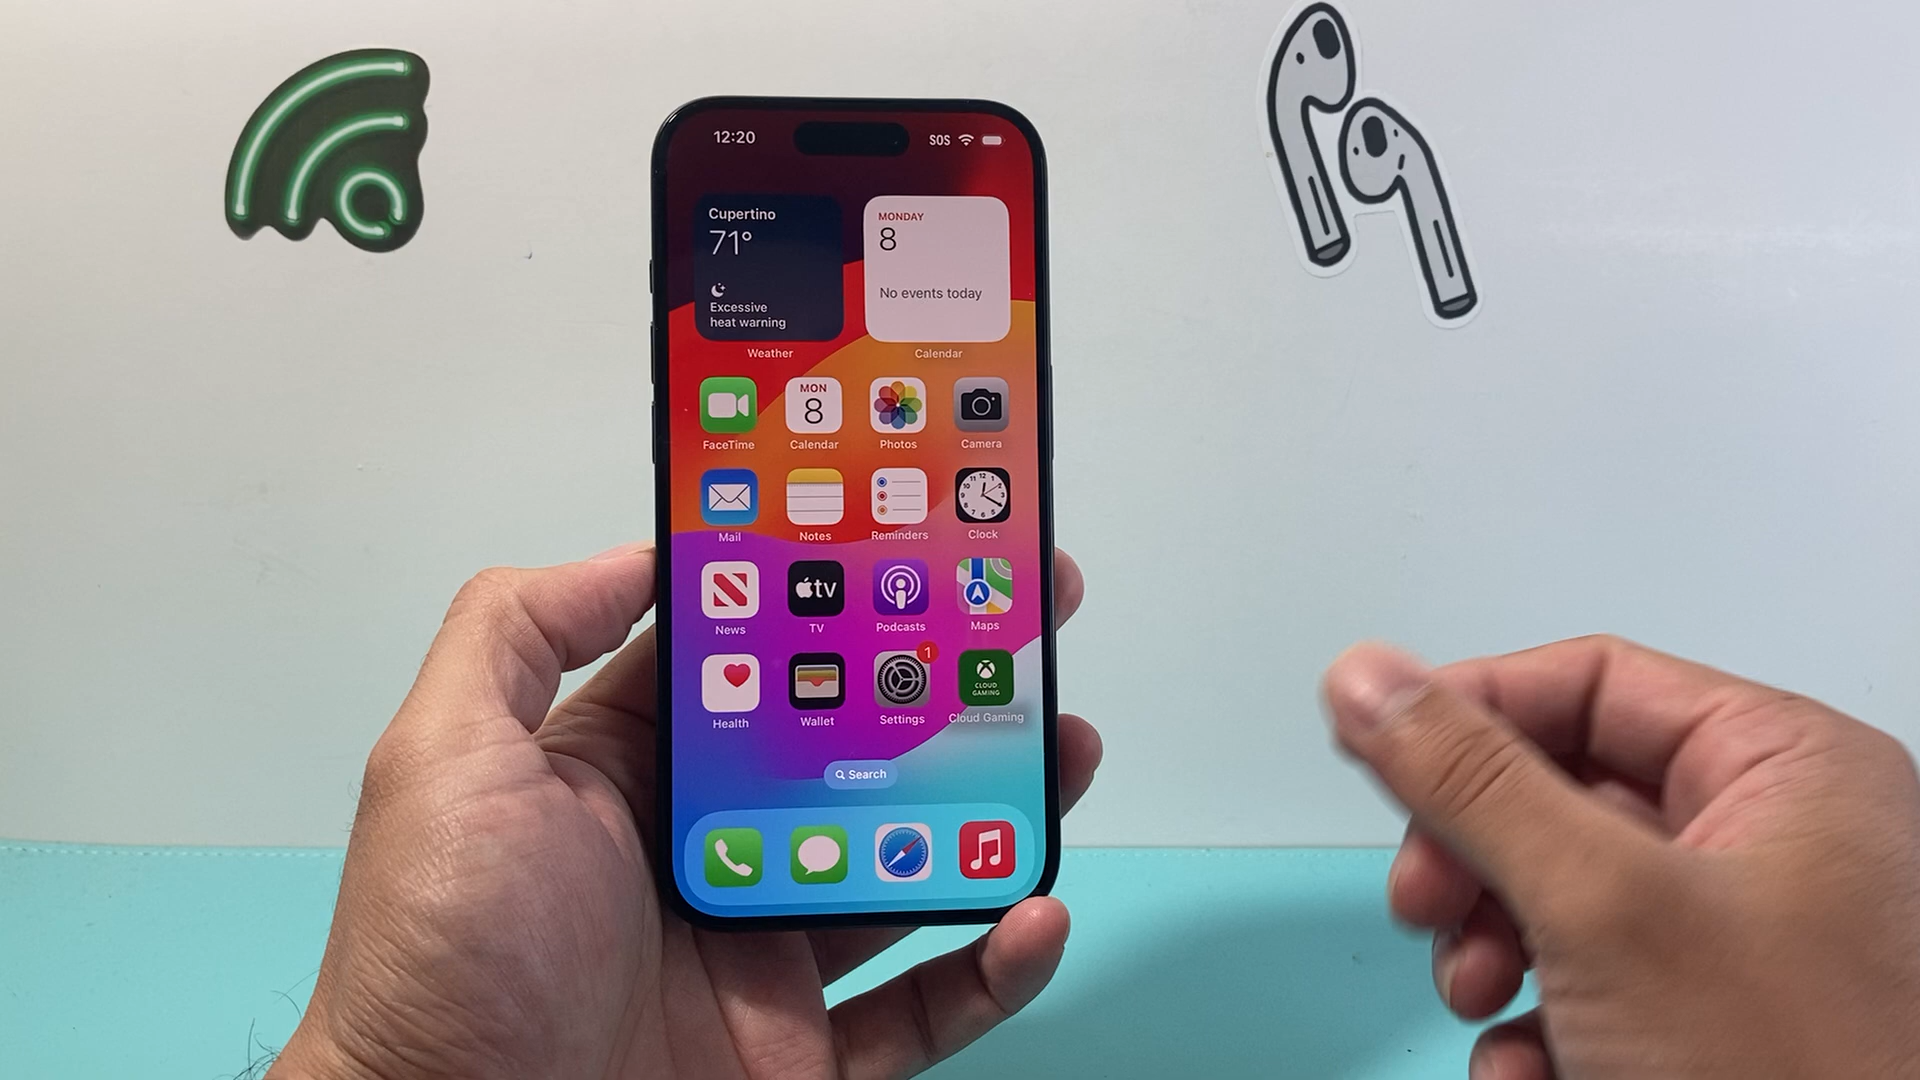 12:20
SOS
Cupertino
71°
Excessive
heat warning
Weather
MONDAY
8
No events today
Calendar
FaceTime
MON
8
Calendar
Photos
Camera
Mail
Notes
Reminders
Clock
News
tv
TV
Podcasts
Maps
Health
Wallet
1
Settings
CLOUD
GAMING
Cloud Gaming
Search